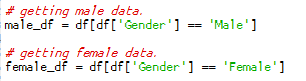 # getting male data.
male_df = df[df['Gender'] == 'Male']
# getting female data.
female_df = df[df['Gender'] == 'Female']